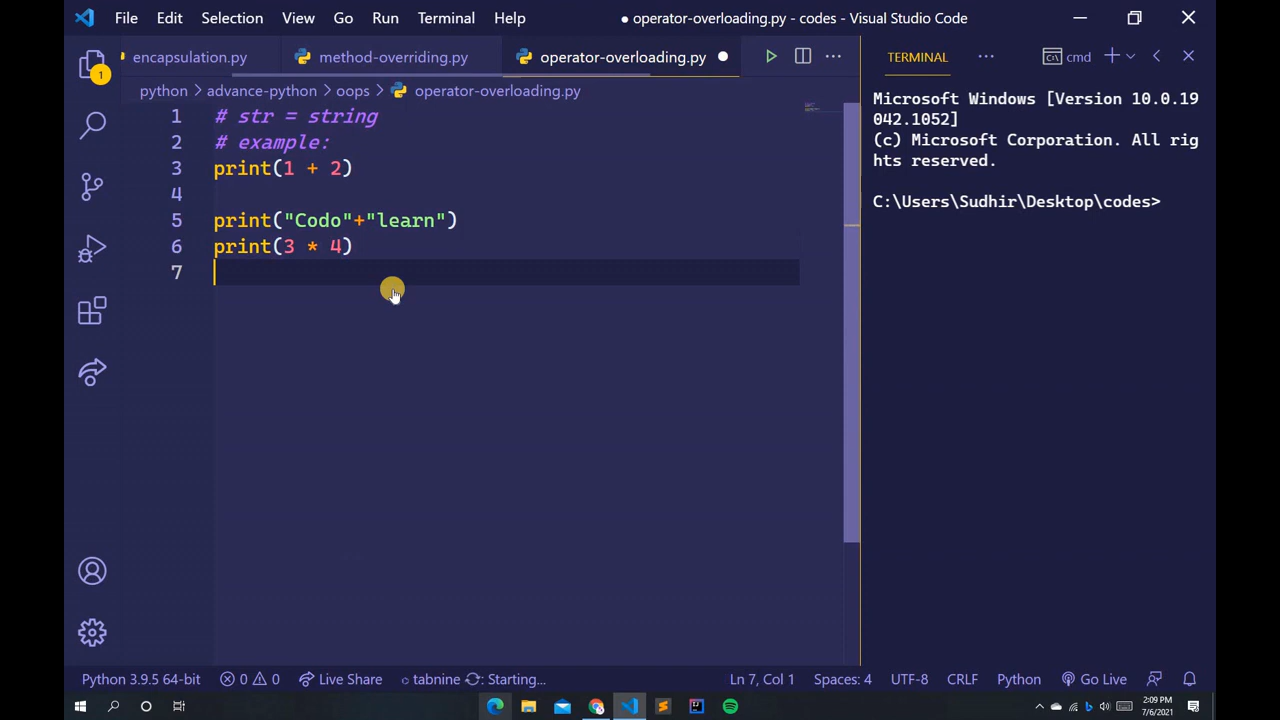 File Edit Selection View Go Run Terminal Help ● operator-overloading.py - codes - Visual Studio Code
encapsulation.py method-overriding.py operator-overloading.py ●
python > advance-python > oops > operator-overloading.py
1 # str = string
2 # example:
3 print(1 + 2)
4
5 print("Codo"+"learn")
6 print(3 * 4)
7
1
TERMINAL ··· cmd
Microsoft Windows [Version 10.0.19
042.1052]
(c) Microsoft Corporation. All rig
hts reserved.
C:\Users\Sudhir\Desktop\codes>
Python 3.9.5 64-bit 0 0 Live Share tabnine : Starting... Ln 7, Col 1 Spaces: 4 UTF-8 CRLF Python Go Live
2:09 PM
7/6/2021